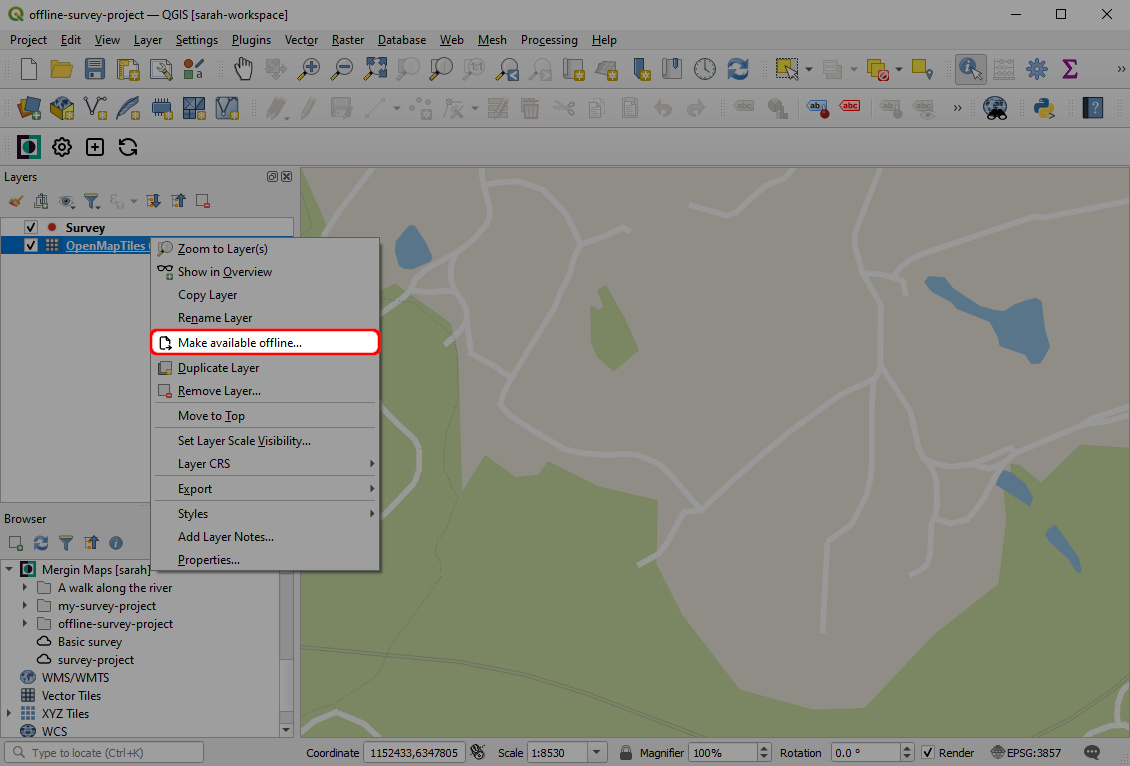 offline-survey-project — QGIS [sarah-workspace]
Project Edit View Layer Settings Plugins Vector Raster Database Web Mesh Processing Help
abc
ab
abc
Layers
Survey
OpenMapTiles
Zoom to Layer(s)
Show in Overview
Copy Layer
Rename Layer
Make available offline...
Duplicate Layer
Remove Layer...
Move to Top
Set Layer Scale Visibility...
Layer CRS
Export
Styles
Add Layer Notes...
Properties...
Browser
Mergin Maps [sarah]
A walk along the river
my-survey-project
offline-survey-project
Basic survey
survey-project
WMS/WMTS
Vector Tiles
XYZ Tiles
WCS
Type to locate (Ctrl+K)
Coordinate 1152433,6347805 Scale 1:8530 Magnifier 100% Rotation 0.0 ° Render EPSG:3857